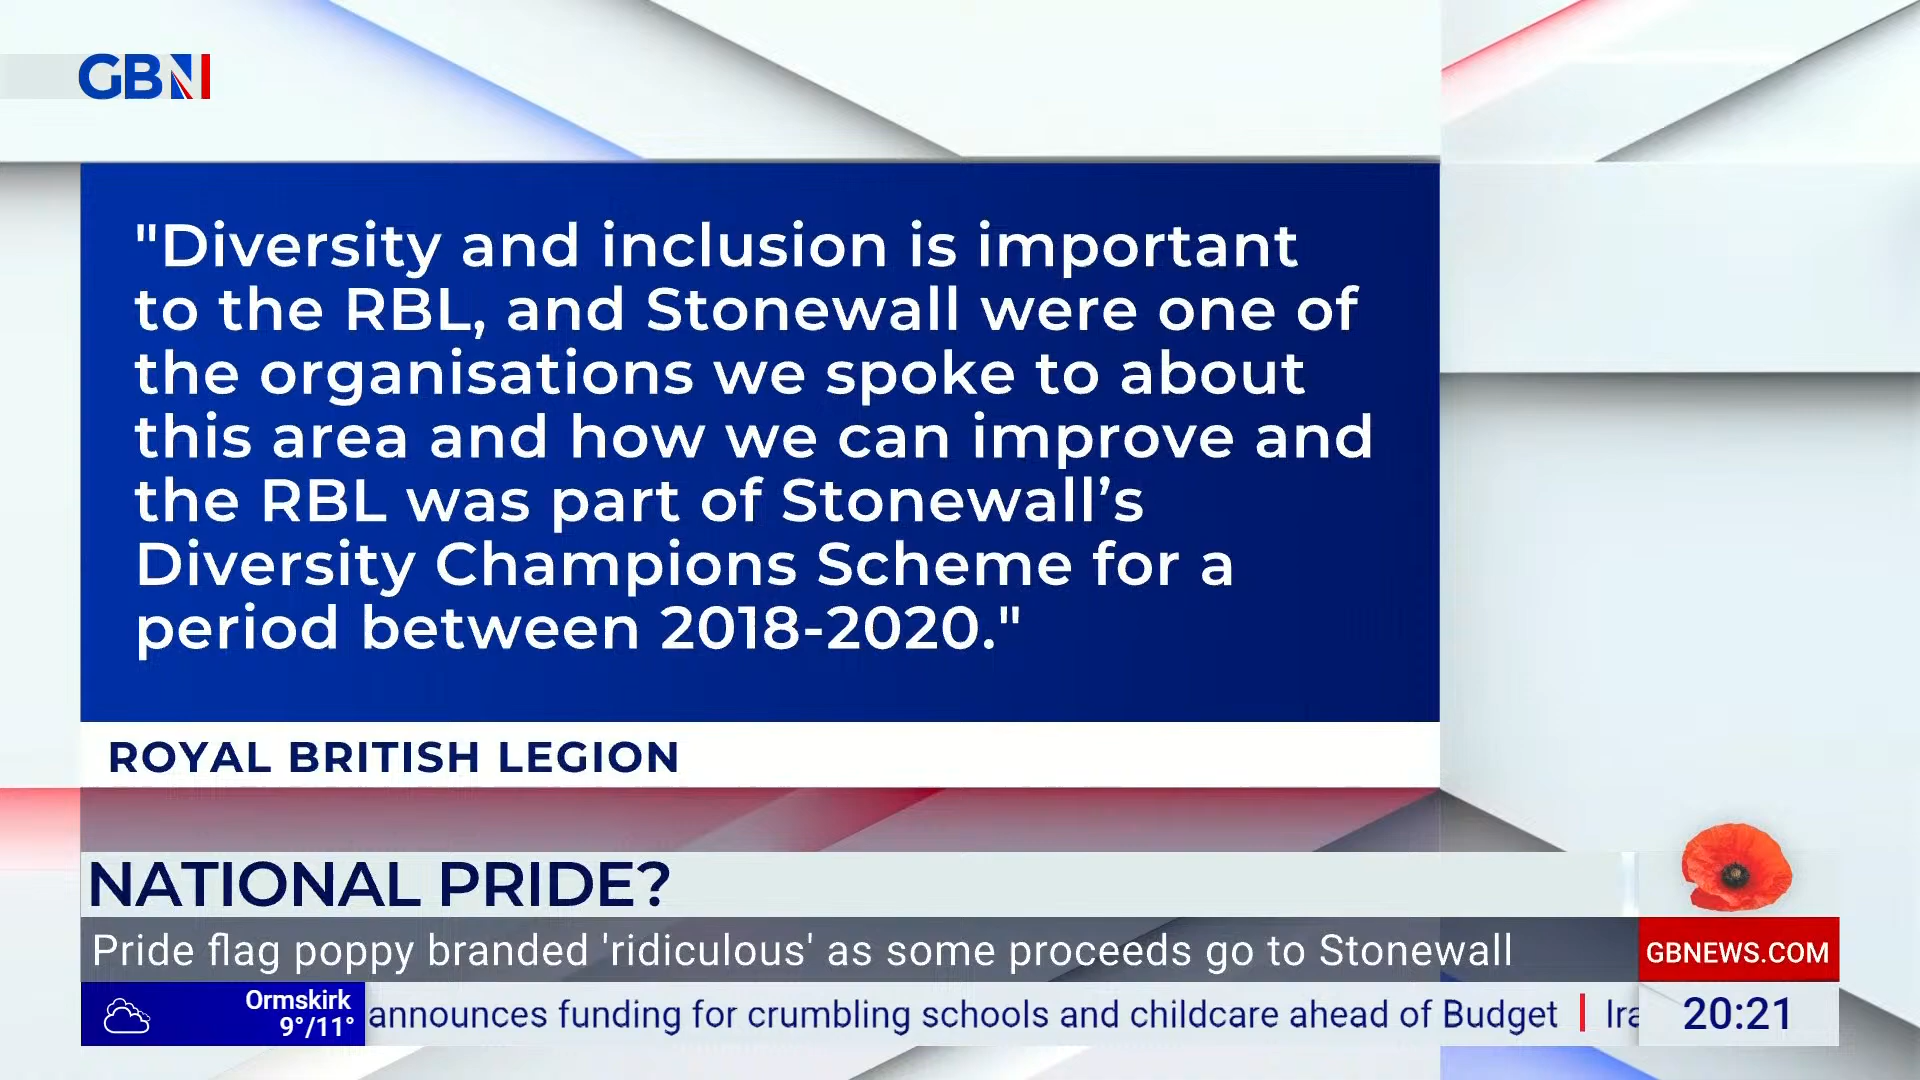 GBN
"Diversity and inclusion is important
to the RBL, and Stonewall were one of
the organisations we spoke to about
this area and how we can improve and
the RBL was part of Stonewall’s
Diversity Champions Scheme for a
period between 2018-2020."
ROYAL BRITISH LEGION
NATIONAL PRIDE?
Pride flag poppy branded 'ridiculous' as some proceeds go to Stonewall
GBNEWS.COM
Ormskirk
9°/11°
announces funding for crumbling schools and childcare ahead of Budget
20:21